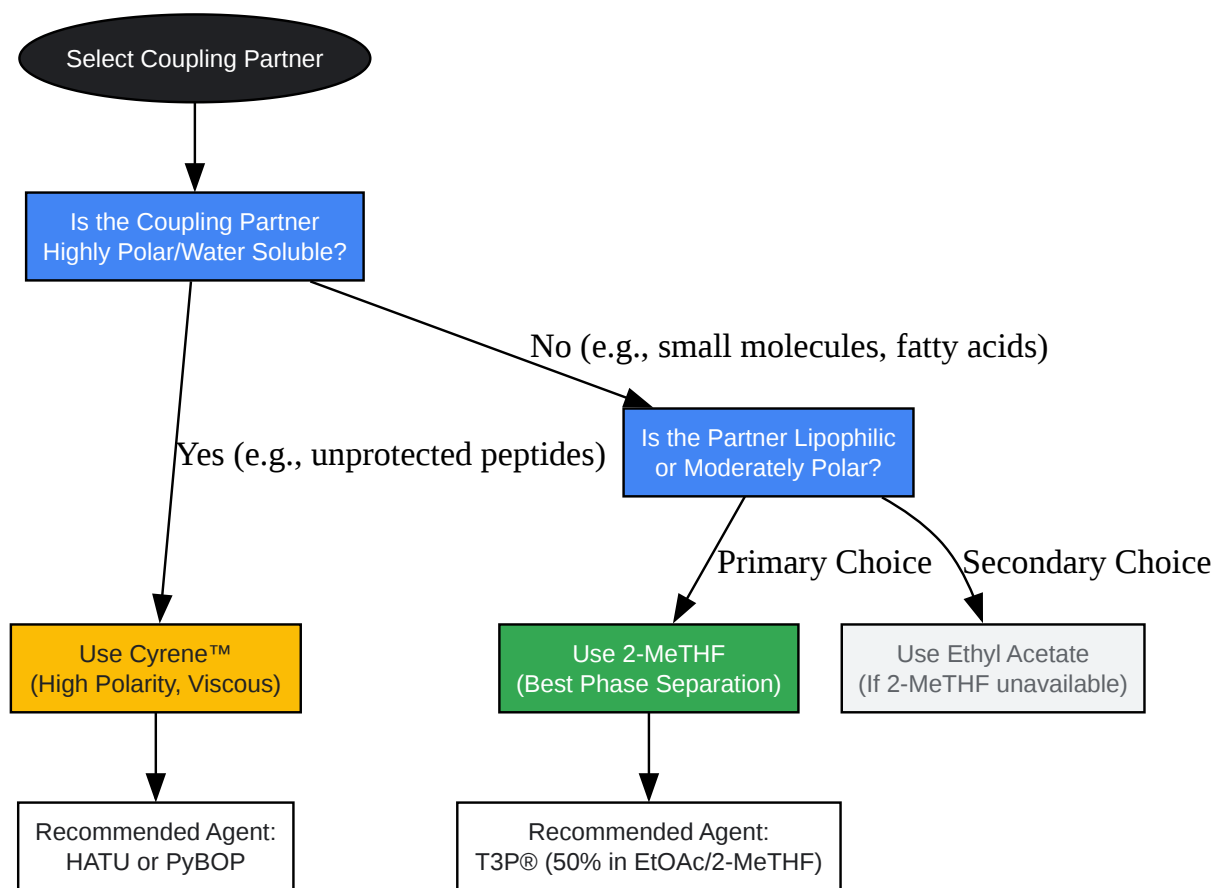 Select Coupling Partner
Is the Coupling Partner
Highly Polar/Water Soluble?
No (e.g., small molecules, fatty acids)
Yes (e.g., unprotected peptides)
Is the Partner Lipophilic
or Moderately Polar?
Primary Choice
Secondary Choice
Use Cyrene™
(High Polarity, Viscous)
Use 2-MeTHF
(Best Phase Separation)
Use Ethyl Acetate
(If 2-MeTHF unavailable)
Recommended Agent:
HATU or PyBOP
Recommended Agent:
T3P® (50% in EtOAc/2-MeTHF)